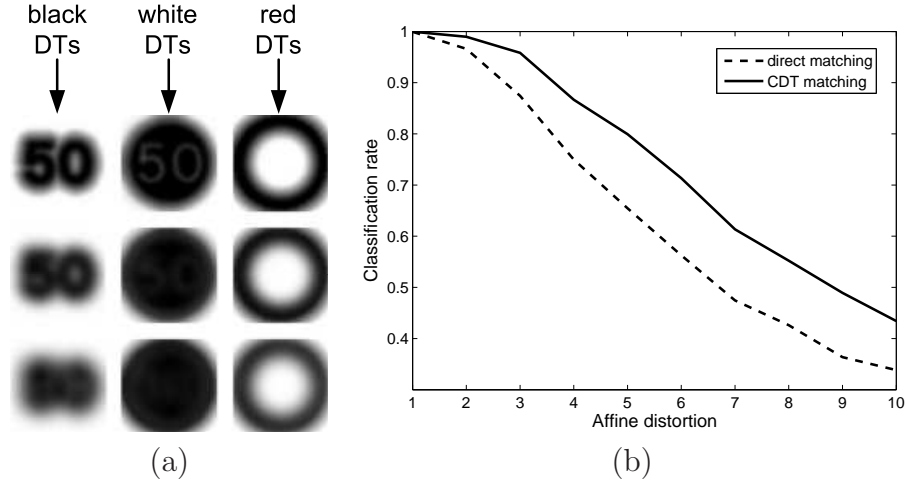 black white red
DTs DTs DTs
50 50
50 50
(a)
1
0.9
0.8
0.7
0.6
0.5
0.4
Classification rate
direct matching
CDT matching
1 2 3 4 5 6 7 8 9 10
Affine distortion
(b)